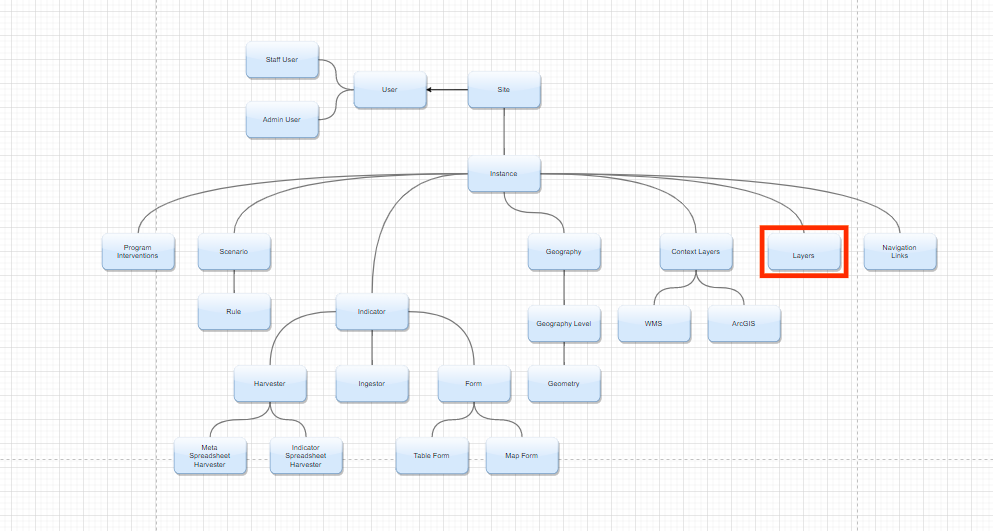 Staff User
User
Site
Admin User
Instance
Program
Interventions
Scenario
Geography
Context Layers
Layers
Navigation
Links
Rule
Indicator
Geography Level
WMS
ArcGIS
Harvester
Ingestor
Form
Geometry
Meta
Spreadsheet
Harvester
Indicator
Spreadsheet
Harvester
Table Form
Map Form